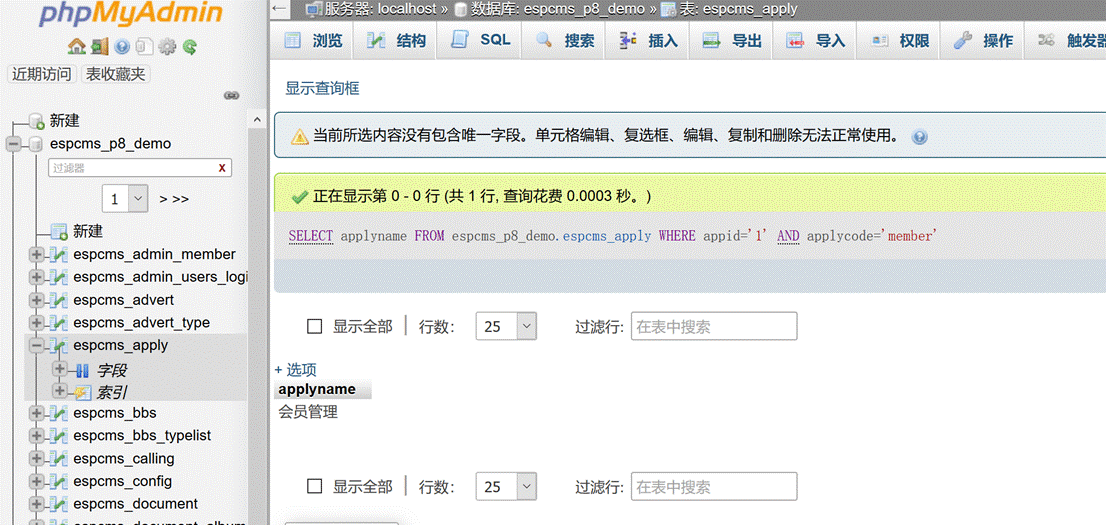 phpMyAdmin
近期访问 表收藏夹
新建
espcms_p8_demo
过滤器 X
1 > >>
新建
espcms_admin_member
espcms_admin_users_logi
espcms_advert
espcms_advert_type
espcms_apply
字段
索引
espcms_bbs
espcms_bbs_typelist
espcms_calling
espcms_config
espcms_document
espcms_document_album
服务器: localhost » 数据库: espcms_p8_demo » 表: espcms_apply
浏览 结构 SQL 搜索 插入 导出 导入 权限 操作 触发器
显示查询框
当前所选内容没有包含唯一字段。单元格编辑、复选框、编辑、复制和删除无法正常使用。
正在显示第 0 - 0 行 (共 1 行, 查询花费 0.0003 秒。)
SELECT applyname FROM espcms_p8_demo.espcms_apply WHERE appid='1' AND applycode='member'
显示全部 | 行数: 25 过滤行: 在表中搜索
+ 选项
applyname
会员管理
显示全部 | 行数: 25 过滤行: 在表中搜索